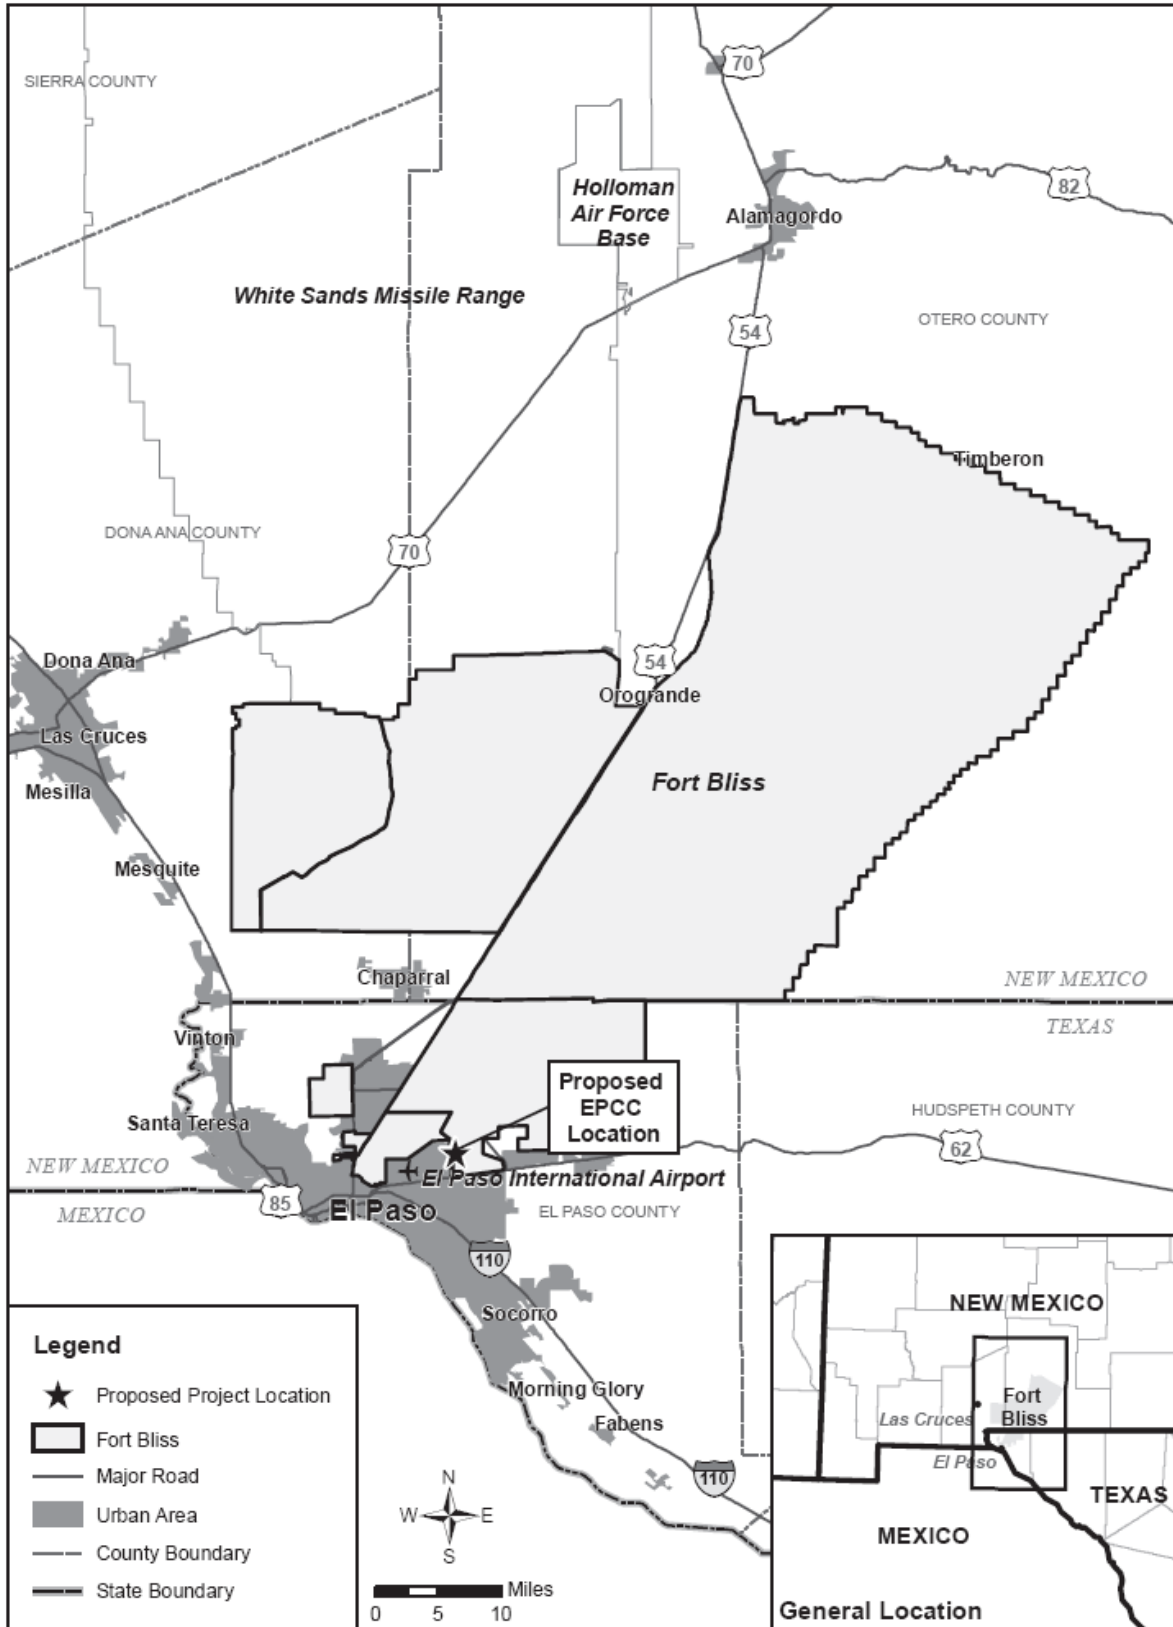 70
SIERRA COUNTY
82
Holloman
Air Force
Base
Alamagordo
White Sands Missile Range
54
OTERO COUNTY
Timberon
DONA ANA COUNTY
70
Dona Ana
54
Orogrande
Las Cruces
Fort Bliss
Mesilla
Mesquite
Chaparral
NEW MEXICO
TEXAS
Vinton
Proposed
EPCC
Location
Santa Teresa
HUDSPETH COUNTY
62
NEW MEXICO
El Paso International Airport
MEXICO
85
El Paso
EL PASO COUNTY
110
Socorro
Morning Glory
Fabens
110
Legend
Proposed Project Location
Fort Bliss
Major Road
Urban Area
County Boundary
State Boundary
N
W
E
S
Miles
0 5 10
NEW MEXICO
Fort
Bliss
Las Cruces
El Paso
TEXAS
MEXICO
General Location